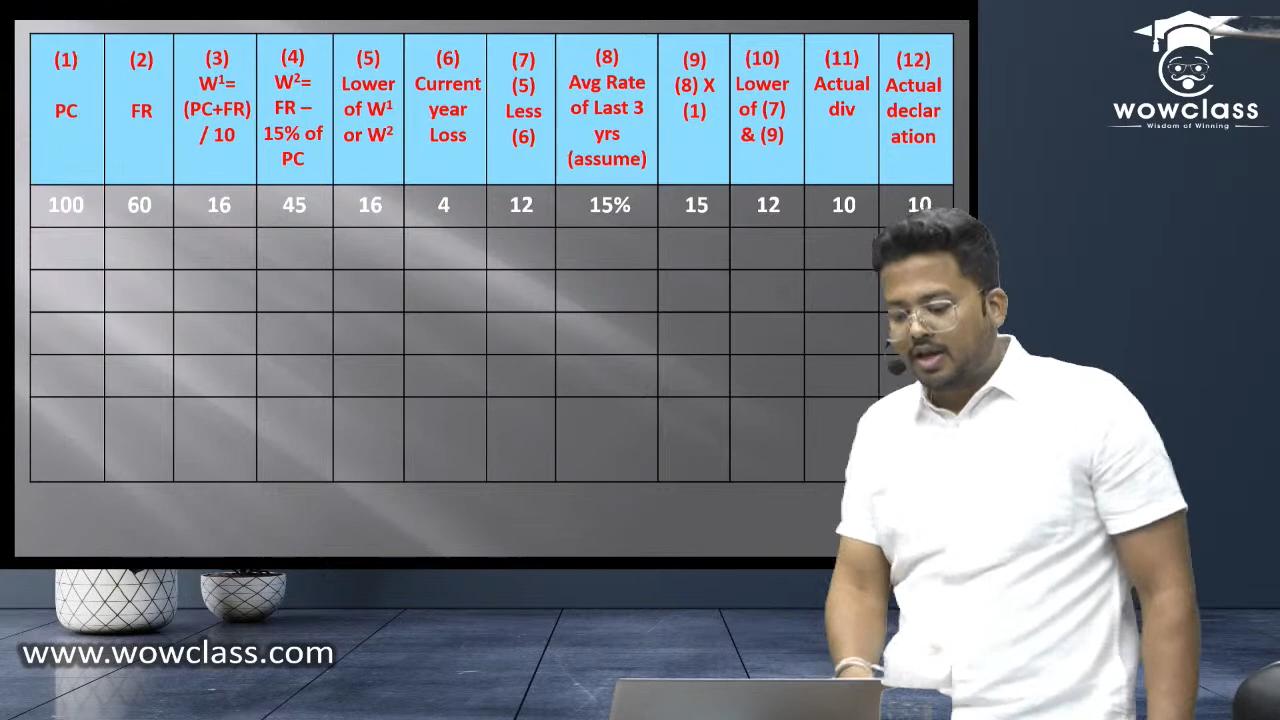 (1)
PC
(2)
FR
(3)
W¹=
(PC+FR)
/ 10
(4)
W²=
FR –
15% of
PC
(5)
Lower
of W¹
or W²
(6)
Current
year
Loss
(7)
(5)
Less
(6)
(8)
Avg Rate
of Last 3
yrs
(assume)
(9)
(8) X
(1)
(10)
Lower
of (7)
& (9)
(11)
Actual
div
(12)
Actual
declar
ation
100 60 16 45 16 4 12 15% 15 12 10 10
wowclass
Wisdom of Winning
www.wowclass.com